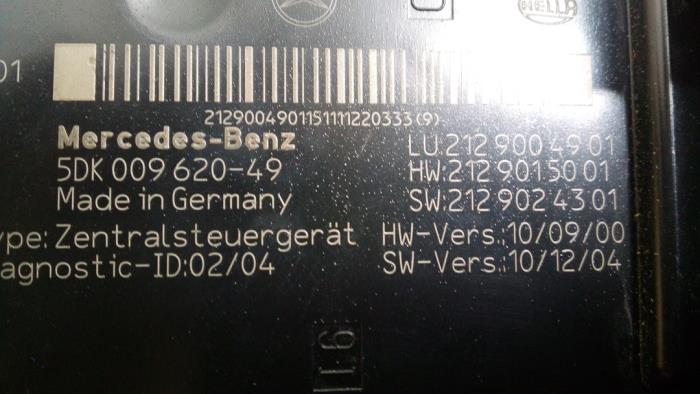 HELLA
01
21290049011511111220333(9)
Mercedes-Benz LU:212 900 49 01
5DK 009 620-49 HW:212 901 50 01
Made in Germany SW:212 902 43 01
ype: Zentralsteuergerät HW-Vers.:10/09/00
agnostic-ID:02/04 SW-Vers.:10/12/04